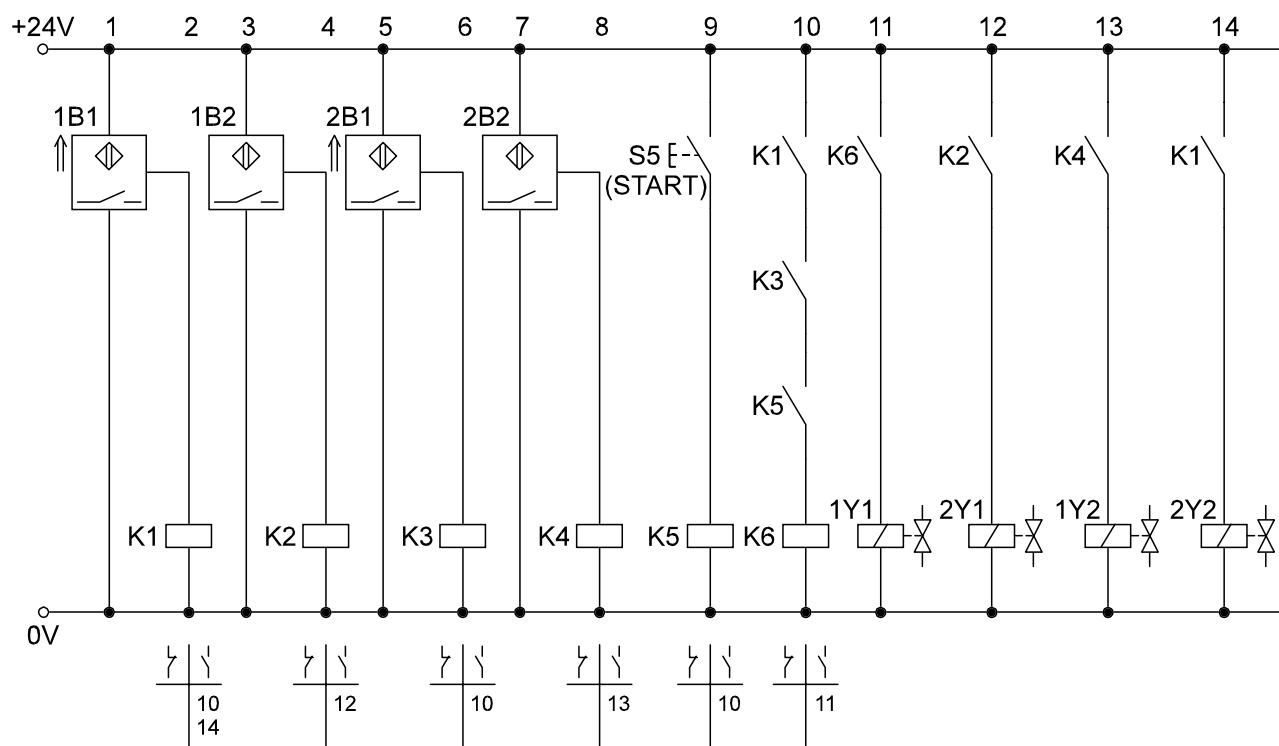 +24V 1 2 3 4 5 6 7 8 9 10 11 12 13 14
1B1 1B2 2B1 2B2
S5 K1 K6 K2 K4 K1
(START)
K3
K5
1Y1 2Y1 1Y2 2Y2
K1 K2 K3 K4 K5 K6
0V
10 12 10 13 10 11
14